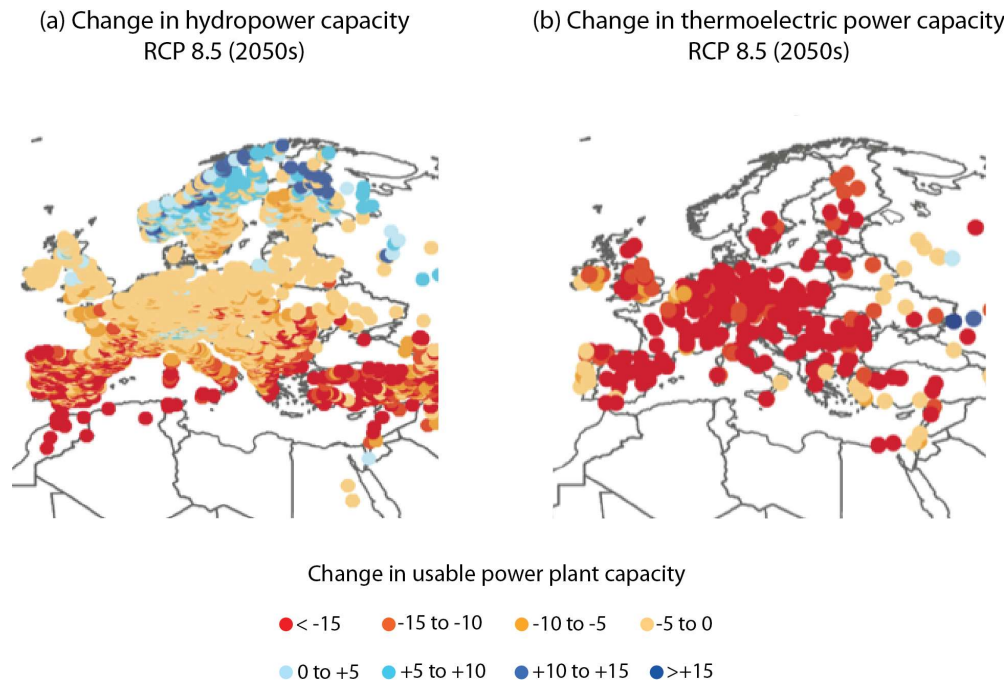 (a) Change in hydropower capacity
RCP 8.5 (2050s)
(b) Change in thermoelectric power capacity
RCP 8.5 (2050s)
Change in usable power plant capacity
< -15
-15 to -10
-10 to -5
-5 to 0
0 to +5
+5 to +10
+10 to +15
>+15